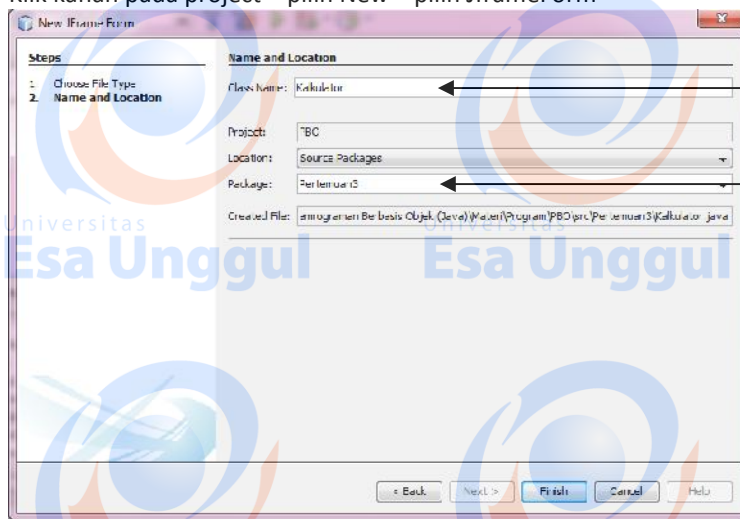 Klik kanan pada project – pilih New – pilih Jframe Form
New JFrame Form
Steps
1. Choose File Type
2. Name and Location
Name and Location
Class Name: Kalkulator
Project: PBO
Location: Source Packages
Package: Pertemuan3
Created File: emrograman Berbasis Objek (Java)\Materi\Program\PBO\src\Pertemuan3\Kalkulator.java
Universitas
Esa Unggul
Universitas
Esa Unggul
< Back
Next >
Finish
Cancel
Help